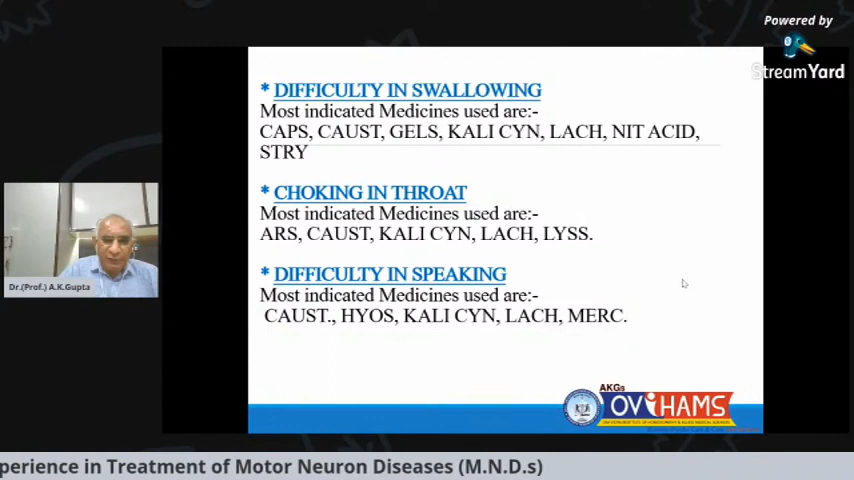 Powered by
StreamYard
* DIFFICULTY IN SWALLOWING
Most indicated Medicines used are:-
CAPS, CAUST, GELS, KALI CYN, LACH, NIT ACID,
STRY
* CHOKING IN THROAT
Most indicated Medicines used are:-
ARS, CAUST, KALI CYN, LACH, LYSS.
* DIFFICULTY IN SPEAKING
Most indicated Medicines used are:-
CAUST., HYOS, KALI CYN, LACH, MERC.
Dr.(Prof.) A.K.Gupta
AKGs
OViHAMS
perience in Treatment of Motor Neuron Diseases (M.N.D.s)